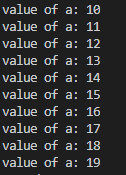 value of a: 10
value of a: 11
value of a: 12
value of a: 13
value of a: 14
value of a: 15
value of a: 16
value of a: 17
value of a: 18
value of a: 19